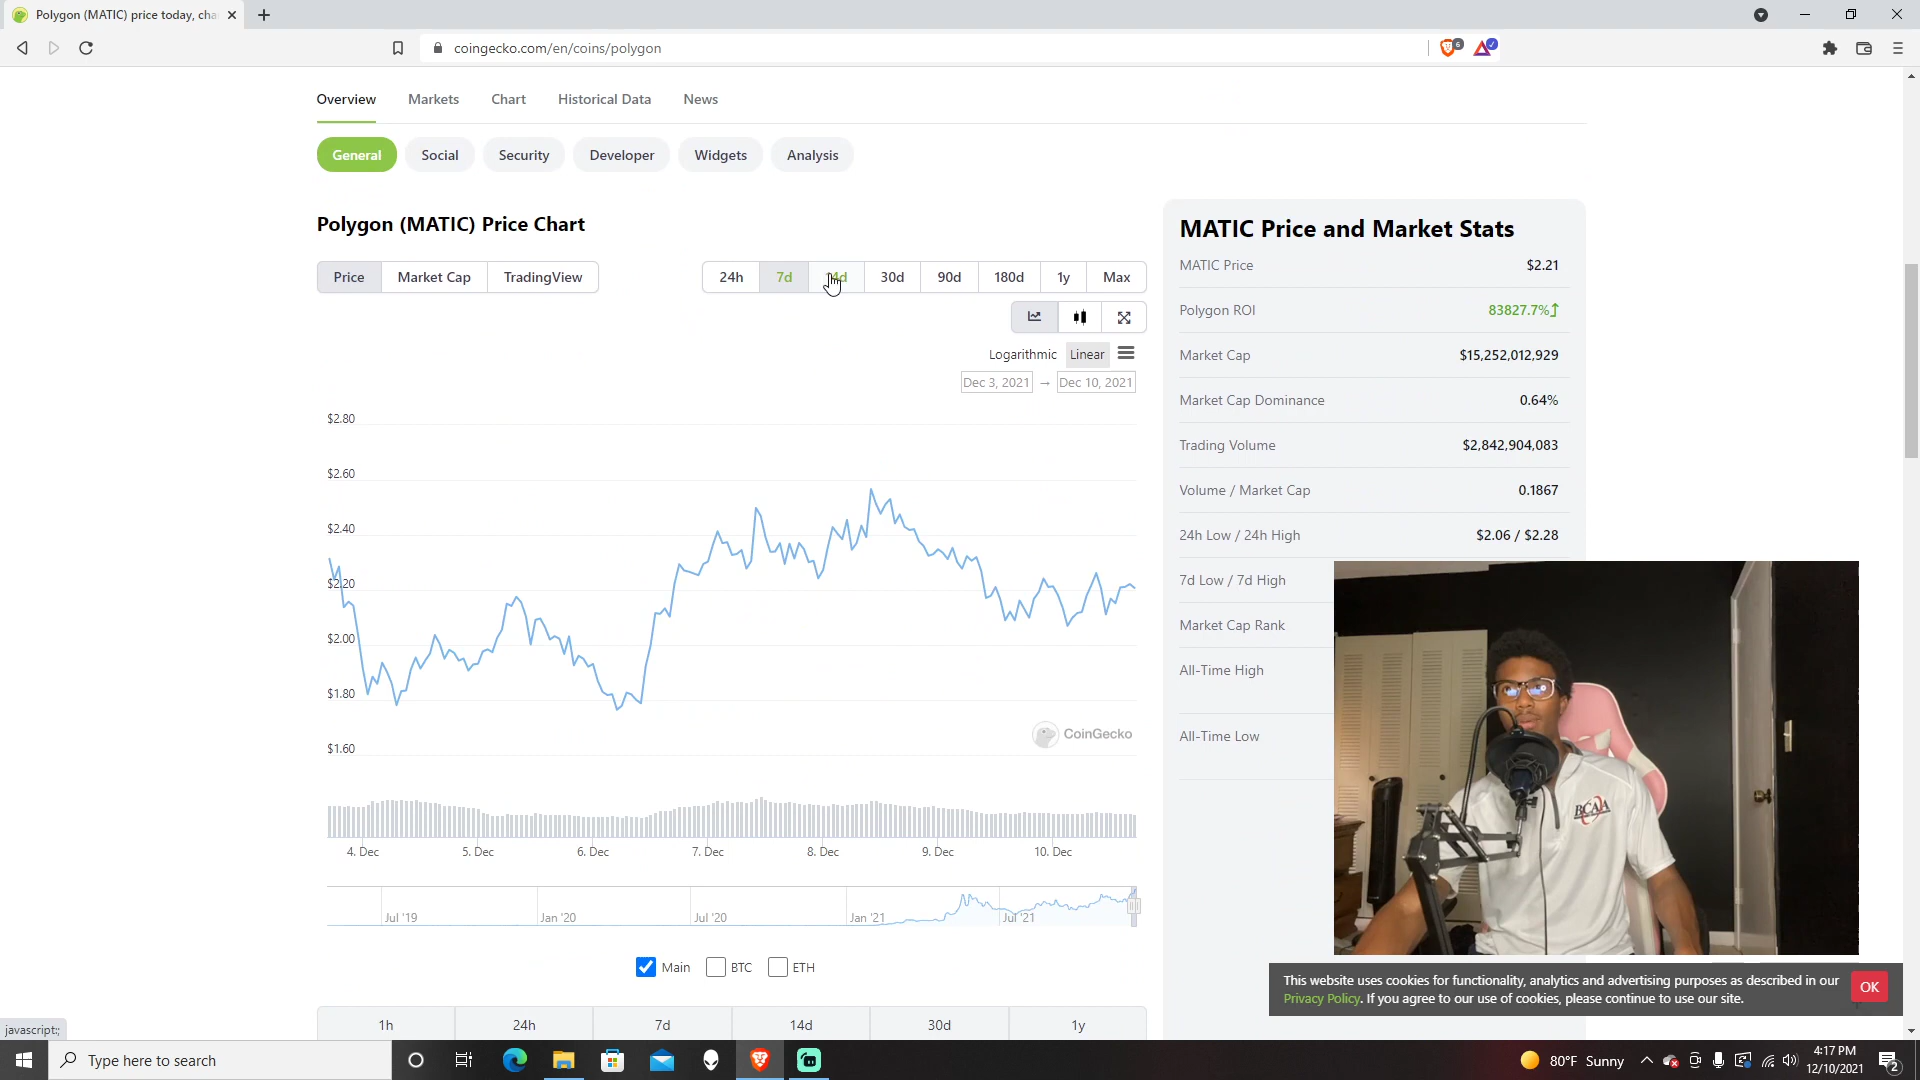 Polygon (MATIC) price today, cha
coingecko.com/en/coins/polygon
6
Overview Markets Chart Historical Data News
General Social Security Developer Widgets Analysis
Polygon (MATIC) Price Chart
Price Market Cap TradingView
24h 7d 14d 30d 90d 180d 1y Max
Logarithmic Linear
Dec 3, 2021 → Dec 10, 2021
$2.80
$2.60
$2.40
$2.20
$2.00
$1.80
$1.60
CoinGecko
4. Dec 5. Dec 6. Dec 7. Dec 8. Dec 9. Dec 10. Dec
Jul '19 Jan '20 Jul '20 Jan '21 Jul '21
Main BTC ETH
1h 24h 7d 14d 30d 1y
MATIC Price and Market Stats
MATIC Price $2.21
Polygon ROI 83827.7%
Market Cap $15,252,012,929
Market Cap Dominance 0.64%
Trading Volume $2,842,904,083
Volume / Market Cap 0.1867
24h Low / 24h High $2.06 / $2.28
7d Low / 7d High
Market Cap Rank
All-Time High
All-Time Low
BCAA
This website uses cookies for functionality, analytics and advertising purposes as described in our
Privacy Policy. If you agree to our use of cookies, please continue to use our site.
OK
javascript:;
Type here to search
80°F Sunny
4:17 PM
12/10/2021
2